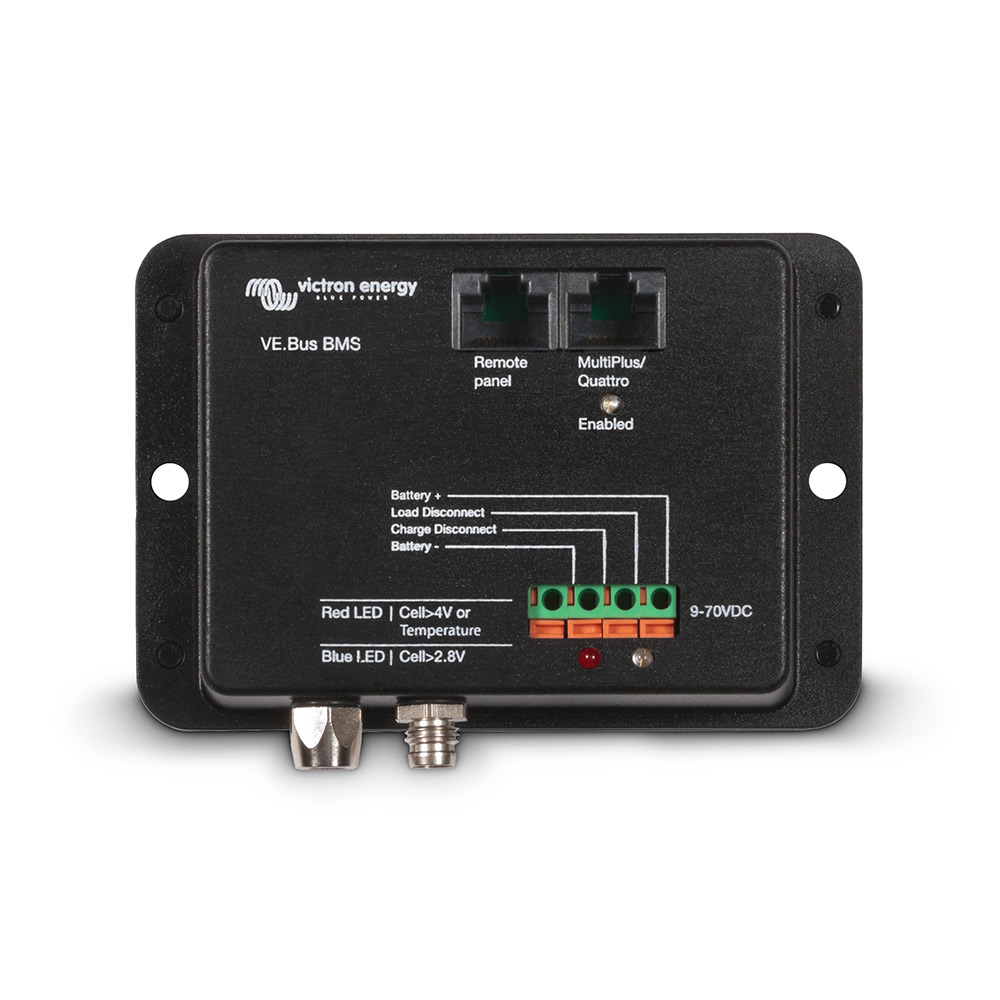 victron energy
BLUE POWER
VE.Bus BMS
Remote
panel
MultiPlus/
Quattro
Enabled
Battery +
Load Disconnect
Charge Disconnect
Battery -
Red LED | Cell>4V or
Temperature
Blue LED | Cell>2.8V
9-70VDC